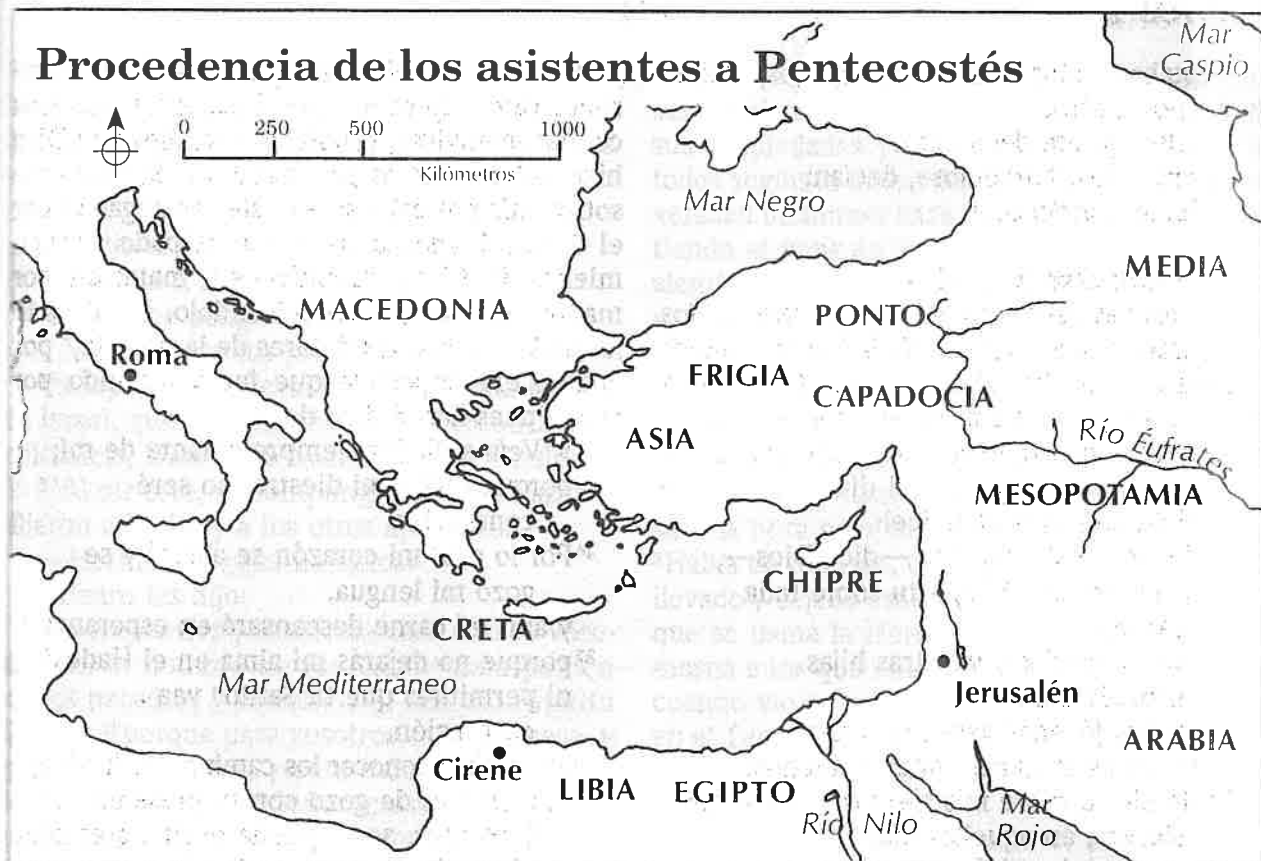 Procedencia de los asistentes a Pentecostés
Mar
Caspio
0 250 500 1000
Kilómetros
Mar Negro
MACEDONIA
MEDIA
PONTO
Roma
FRIGIA
CAPADOCIA
ASIA
Río Eufrates
MESOPOTAMIA
CHIPRE
CRETA
Mar Mediterráneo
Jerusalén
ARABIA
Cirene
LIBIA
EGIPTO
Río Nilo
Mar
Rojo